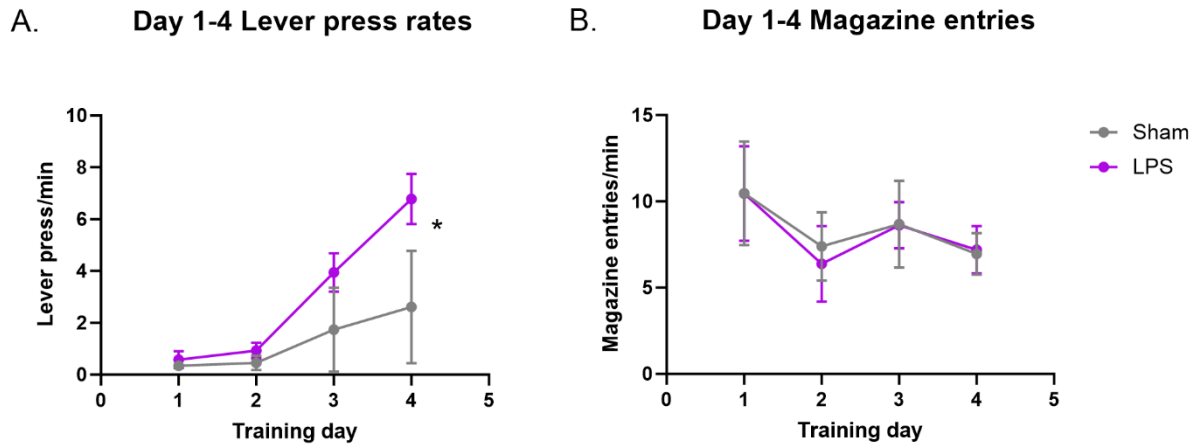 A.
Day 1-4 Lever press rates
Lever press/min
10
8
6
4
2
0
*
0 1 2 3 4 5
Training day
B.
Day 1-4 Magazine entries
Magazine entries/min
15
10
5
0
0 1 2 3 4 5
Training day
Sham
LPS